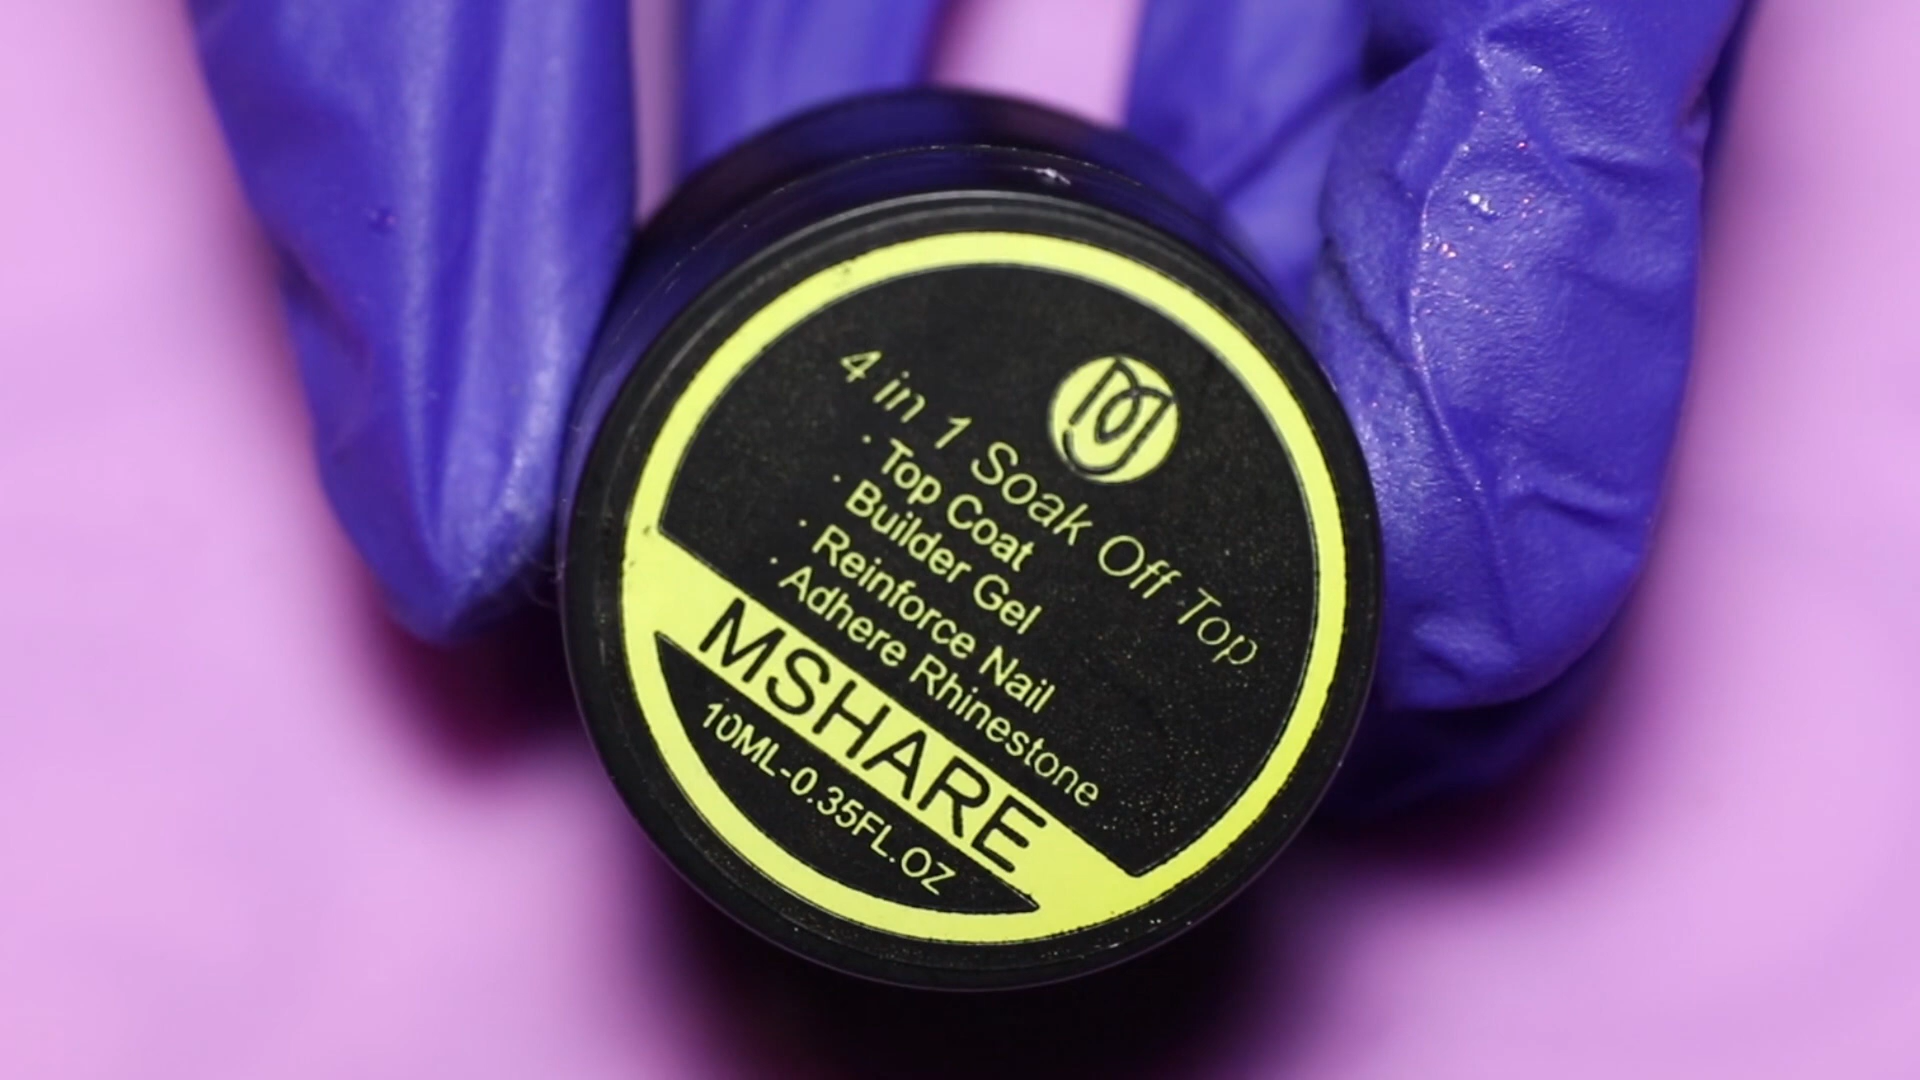 4 in 1 Soak Off Top
· Top Coat
· Builder Gel
· Reinforce Nail
· Adhere Rhinestone
MSHARE
10ML-0.35FL.OZ